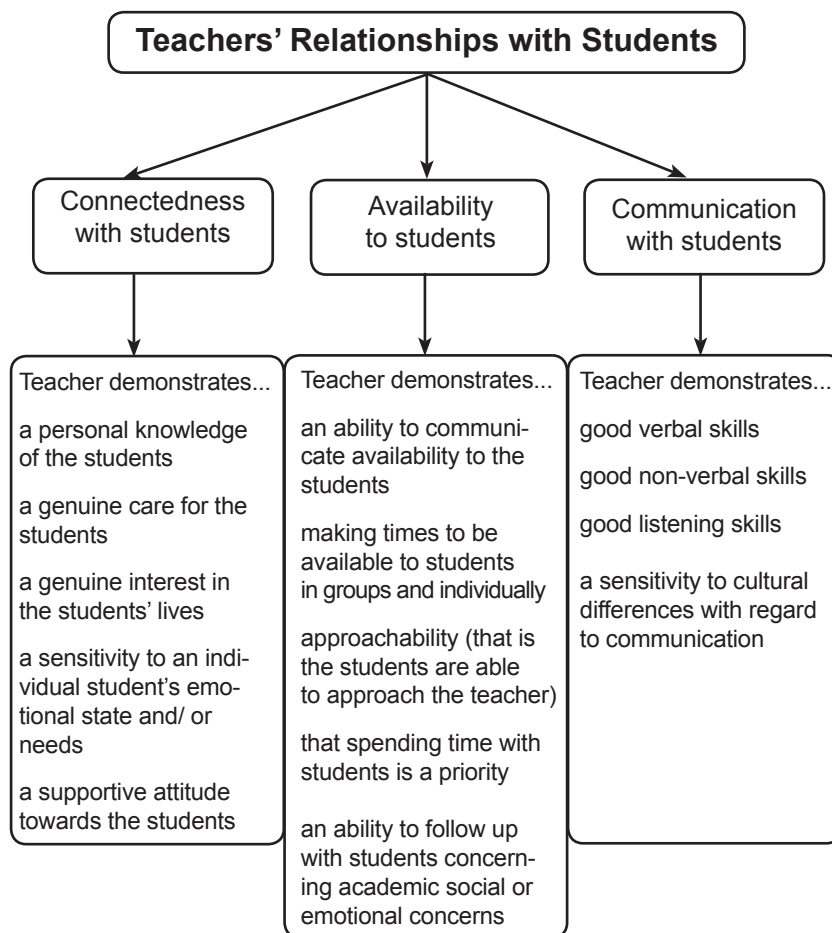 Teachers’ Relationships with Students
Connectedness
with students
Availability
to students
Communication
with students
Teacher demonstrates...
a personal knowledge
of the students
a genuine care for the
students
a genuine interest in
the students’ lives
a sensitivity to an indi-
vidual student’s emo-
tional state and/ or
needs
a supportive attitude
towards the students
Teacher demonstrates...
an ability to communi-
cate availability to the
students
making times to be
available to students
in groups and individually
approachability (that is
the students are able
to approach the teacher)
that spending time with
students is a priority
an ability to follow up
with students concern-
ing academic social or
emotional concerns
Teacher demonstrates...
good verbal skills
good non-verbal skills
good listening skills
a sensitivity to cultural
differences with regard
to communication